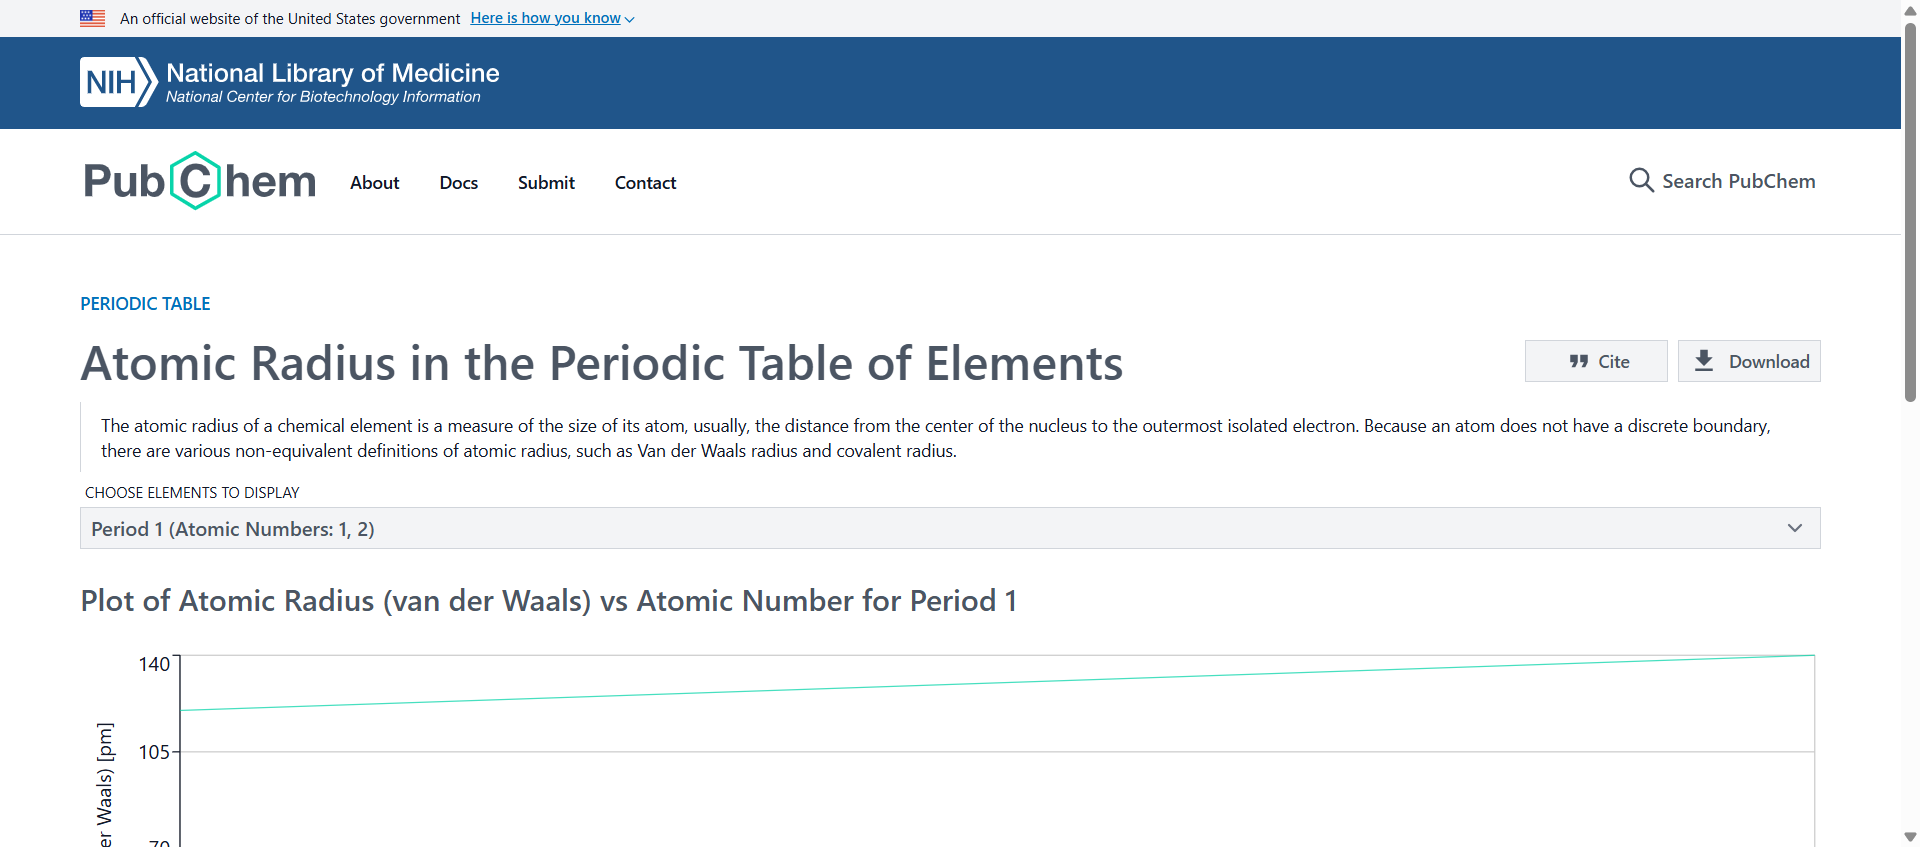 An official website of the United States government Here is how you know
NIH National Library of Medicine
National Center for Biotechnology Information
PubChem About Docs Submit Contact Search PubChem
PERIODIC TABLE
Atomic Radius in the Periodic Table of Elements
Cite Download
The atomic radius of a chemical element is a measure of the size of its atom, usually, the distance from the center of the nucleus to the outermost isolated electron. Because an atom does not have a discrete boundary,
there are various non-equivalent definitions of atomic radius, such as Van der Waals radius and covalent radius.
CHOOSE ELEMENTS TO DISPLAY
Period 1 (Atomic Numbers: 1, 2)
Plot of Atomic Radius (van der Waals) vs Atomic Number for Period 1
140
105
70
er Waals) [pm]